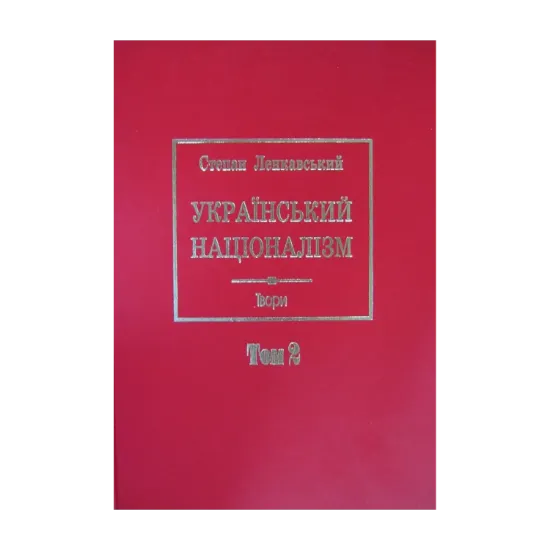 Степан Ленкавський
УКРАЇНСЬКИЙ
НАЦІОНАЛІЗМ
Твори
Том 2